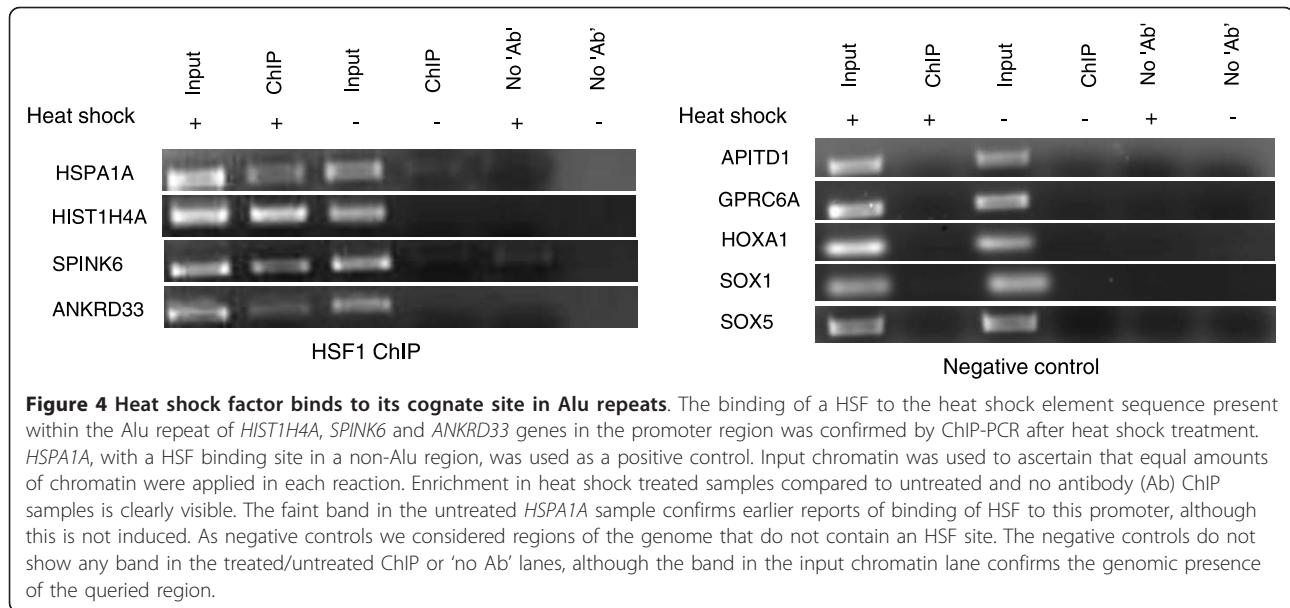 Input ChIP Input ChIP No 'Ab' No 'Ab'
Heat shock + + - - + -
HSPA1A
HIST1H4A
SPINK6
ANKRD33
HSF1 ChIP
Input ChIP Input ChIP No 'Ab' No 'Ab'
Heat shock + + - - + -
APITD1
GPRC6A
HOXA1
SOX1
SOX5
Negative control
Figure 4 Heat shock factor binds to its cognate site in Alu repeats. The binding of a HSF to the heat shock element sequence present
within the Alu repeat of HIST1H4A, SPINK6 and ANKRD33 genes in the promoter region was confirmed by ChIP-PCR after heat shock treatment.
HSPA1A, with a HSF binding site in a non-Alu region, was used as a positive control. Input chromatin was used to ascertain that equal amounts
of chromatin were applied in each reaction. Enrichment in heat shock treated samples compared to untreated and no antibody (Ab) ChIP
samples is clearly visible. The faint band in the untreated HSPA1A sample confirms earlier reports of binding of HSF to this promoter, although
this is not induced. As negative controls we considered regions of the genome that do not contain an HSF site. The negative controls do not
show any band in the treated/untreated ChIP or 'no Ab' lanes, although the band in the input chromatin lane confirms the genomic presence
of the queried region.